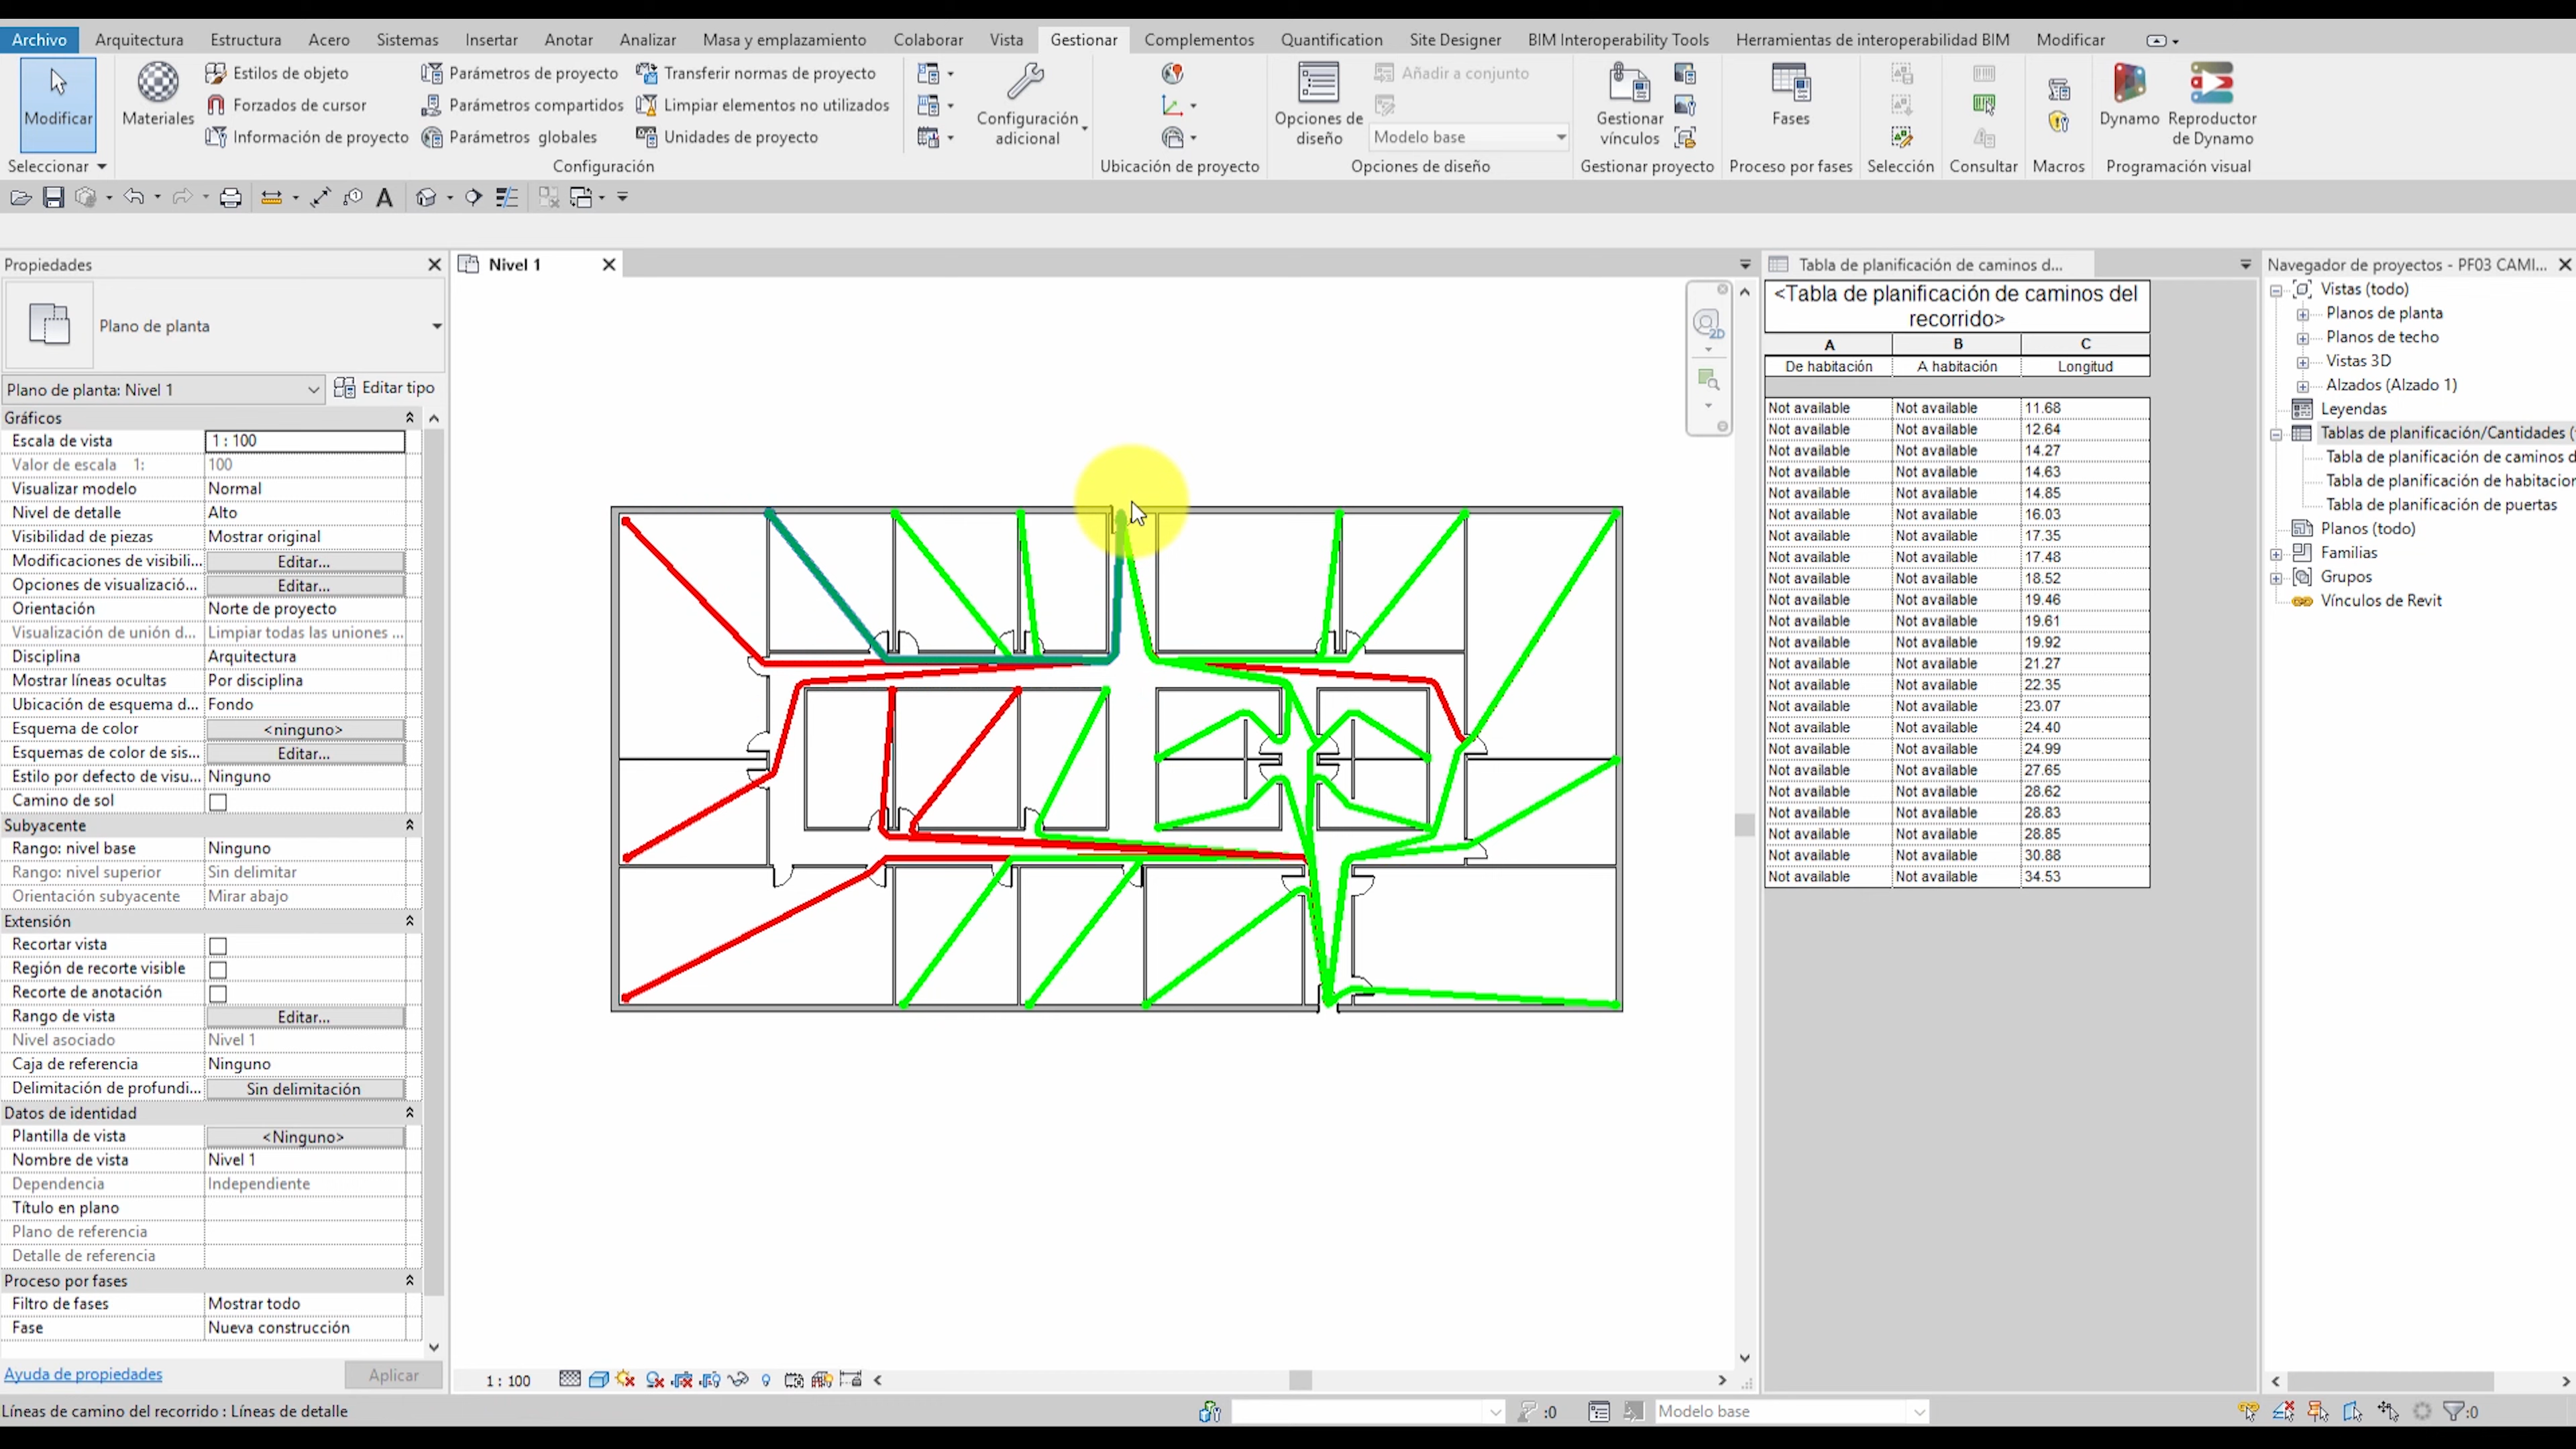 Archivo Arquitectura Estructura Acero Sistemas Insertar Anotar Analizar Masa y emplazamiento Colaborar Vista Gestionar Complementos Quantification Site Designer BIM Interoperability Tools Herramientas de interoperabilidad BIM Modificar
Modificar
Seleccionar
Materiales
Estilos de objeto
Forzados de cursor
Información de proyecto
Parámetros de proyecto
Parámetros compartidos
Parámetros globales
Transferir normas de proyecto
Limpiar elementos no utilizados
Unidades de proyecto
Configuración
Configuración
adicional
Ubicación de proyecto
Opciones de
diseño
Añadir a conjunto
Modelo base
Opciones de diseño
Gestionar
vínculos
Gestionar proyecto
Fases
Proceso por fases
Selección
Consultar
Macros
Dynamo
Reproductor
de Dynamo
Programación visual
Propiedades
Plano de planta
Plano de planta: Nivel 1 Editar tipo
Gráficos
Escala de vista 1 : 100
Valor de escala 1: 100
Visualizar modelo Normal
Nivel de detalle Alto
Visibilidad de piezas Mostrar original
Modificaciones de visibili... Editar...
Opciones de visualizació... Editar...
Orientación Norte de proyecto
Visualización de unión d... Limpiar todas las uniones ...
Disciplina Arquitectura
Mostrar líneas ocultas Por disciplina
Ubicación de esquema d... Fondo
Esquema de color <ninguno>
Esquemas de color de sis... Editar...
Estilo por defecto de visu... Ninguno
Camino de sol
Subyacente
Rango: nivel base Ninguno
Rango: nivel superior Sin delimitar
Orientación subyacente Mirar abajo
Extensión
Recortar vista
Región de recorte visible
Recorte de anotación
Rango de vista Editar...
Nivel asociado Nivel 1
Caja de referencia Ninguno
Delimitación de profundi... Sin delimitación
Datos de identidad
Plantilla de vista <Ninguno>
Nombre de vista Nivel 1
Dependencia Independiente
Título en plano
Plano de referencia
Detalle de referencia
Proceso por fases
Filtro de fases Mostrar todo
Fase Nueva construcción
Ayuda de propiedades Aplicar
Nivel 1
2D
1 : 100
Tabla de planificación de caminos d...
<Tabla de planificación de caminos del
recorrido>
A B C
De habitación A habitación Longitud
Not available Not available 11.68
Not available Not available 12.64
Not available Not available 14.27
Not available Not available 14.63
Not available Not available 14.85
Not available Not available 16.03
Not available Not available 17.35
Not available Not available 17.48
Not available Not available 18.52
Not available Not available 19.46
Not available Not available 19.61
Not available Not available 19.92
Not available Not available 21.27
Not available Not available 22.35
Not available Not available 23.07
Not available Not available 24.40
Not available Not available 24.99
Not available Not available 27.65
Not available Not available 28.62
Not available Not available 28.83
Not available Not available 28.85
Not available Not available 30.88
Not available Not available 34.53
Navegador de proyectos - PF03 CAMI...
Vistas (todo)
Planos de planta
Planos de techo
Vistas 3D
Alzados (Alzado 1)
Leyendas
Tablas de planificación/Cantidades (
Tabla de planificación de caminos d
Tabla de planificación de habitacion
Tabla de planificación de puertas
Planos (todo)
Familias
Grupos
Vínculos de Revit
Líneas de camino del recorrido : Líneas de detalle
:0
Modelo base
:0